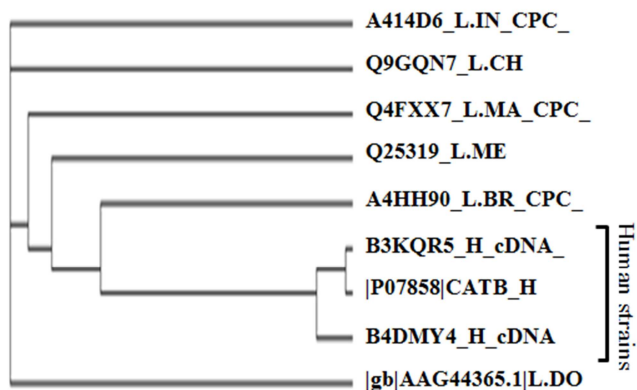 A414D6_L.IN_CPC_
Q9GQN7_L.CH
Q4FXX7_L.MA_CPC_
Q25319_L.ME
A4HH90_L.BR_CPC_
B3KQR5_H_cDNA_
|P07858|CATB_H
B4DMY4_H_cDNA
|gb|AAG44365.1|L.DO
Human strains